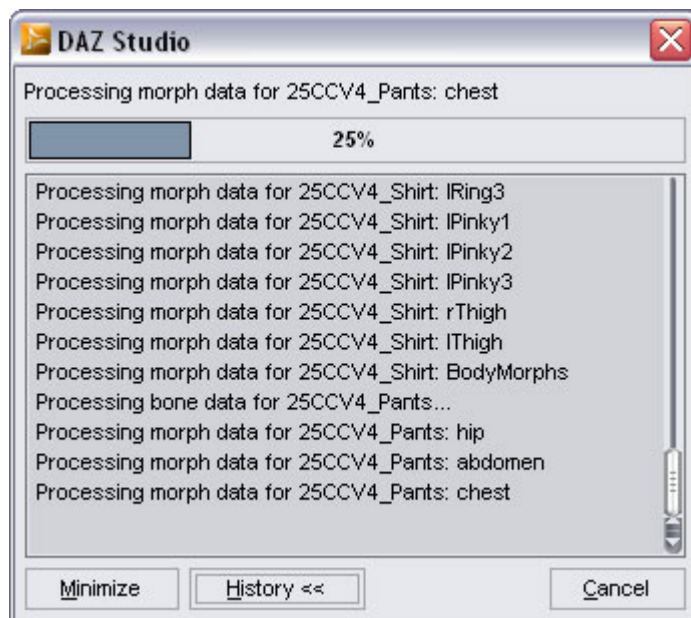 DAZ Studio
Processing morph data for 25CCV4_Pants: chest
25%
Processing morph data for 25CCV4_Shirt: lRing3
Processing morph data for 25CCV4_Shirt: lPinky1
Processing morph data for 25CCV4_Shirt: lPinky2
Processing morph data for 25CCV4_Shirt: lPinky3
Processing morph data for 25CCV4_Shirt: rThigh
Processing morph data for 25CCV4_Shirt: lThigh
Processing morph data for 25CCV4_Shirt: BodyMorphs
Processing bone data for 25CCV4_Pants...
Processing morph data for 25CCV4_Pants: hip
Processing morph data for 25CCV4_Pants: abdomen
Processing morph data for 25CCV4_Pants: chest
Minimize History << Cancel